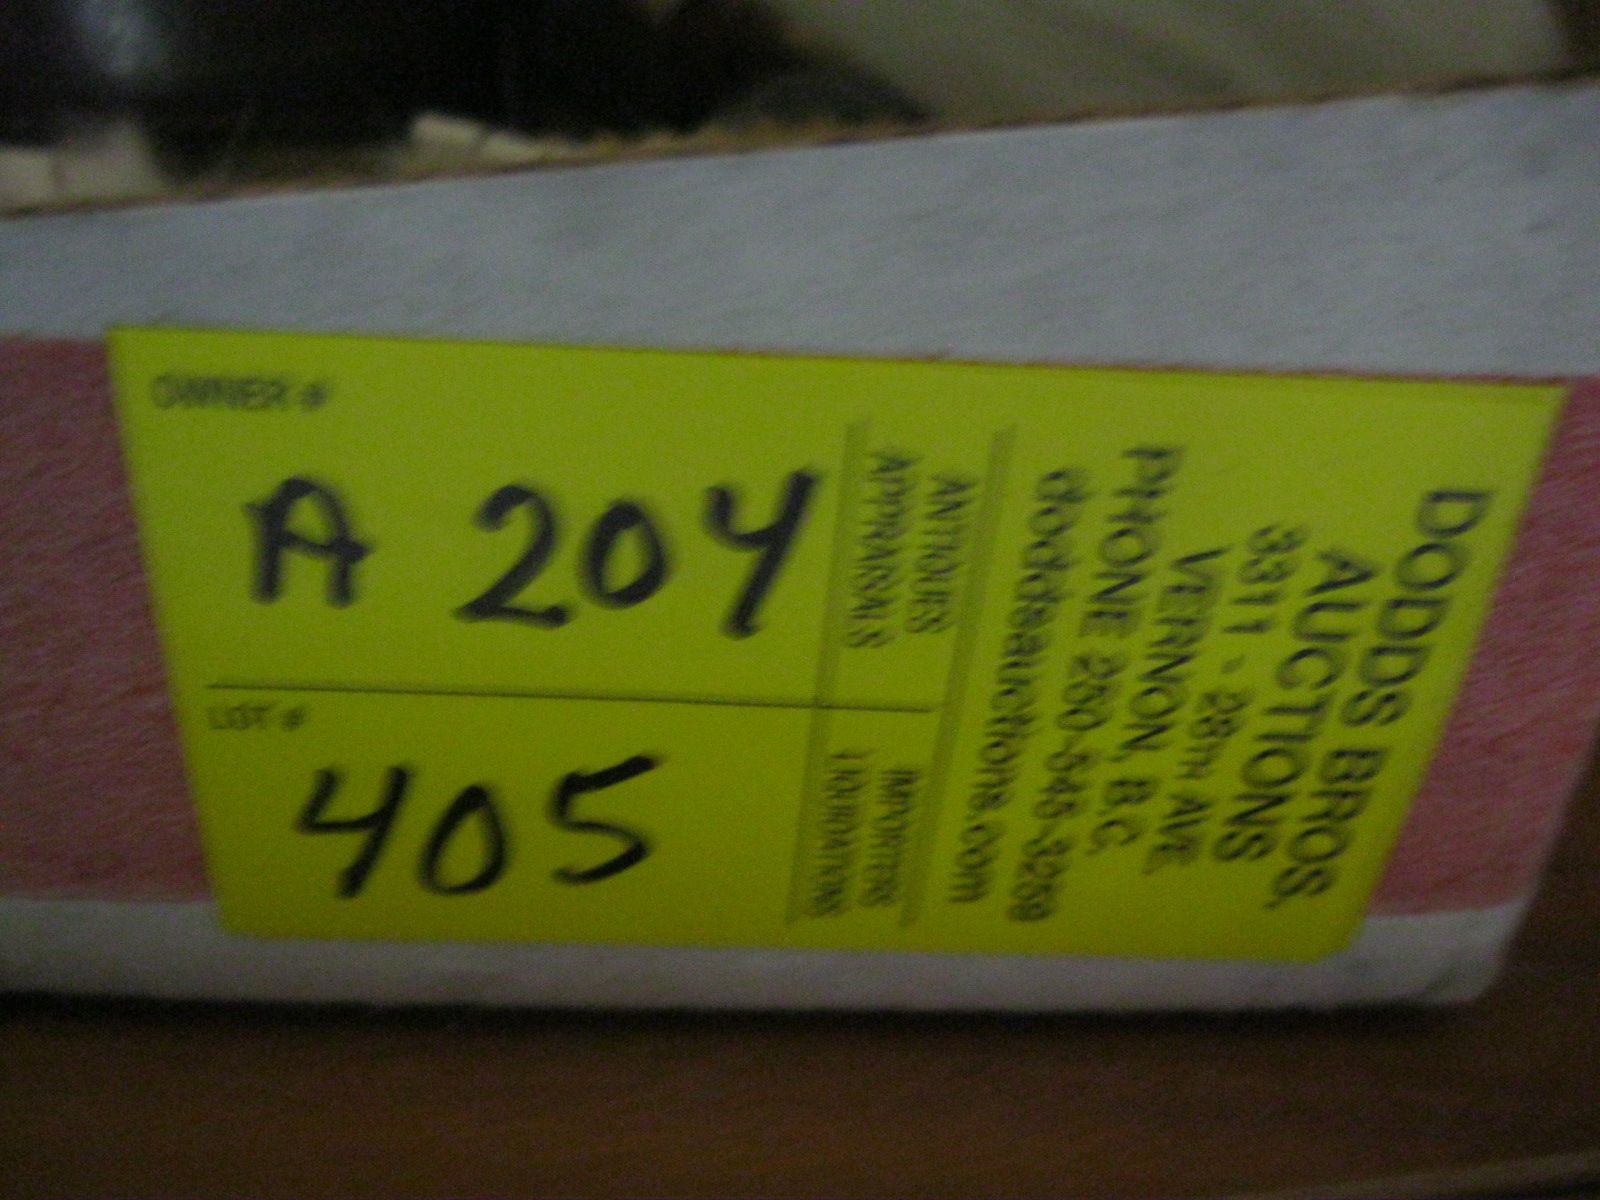 OWNER #
A 204
LOT #
405
ANTIQUES
APPRAISALS
IMPORTERS
LIQUIDATIONS
DODDS BROS.
AUCTIONS
3311 - 28TH AVE.
VERNON, B.C.
PHONE 250-545-3259
doddsauctions.com